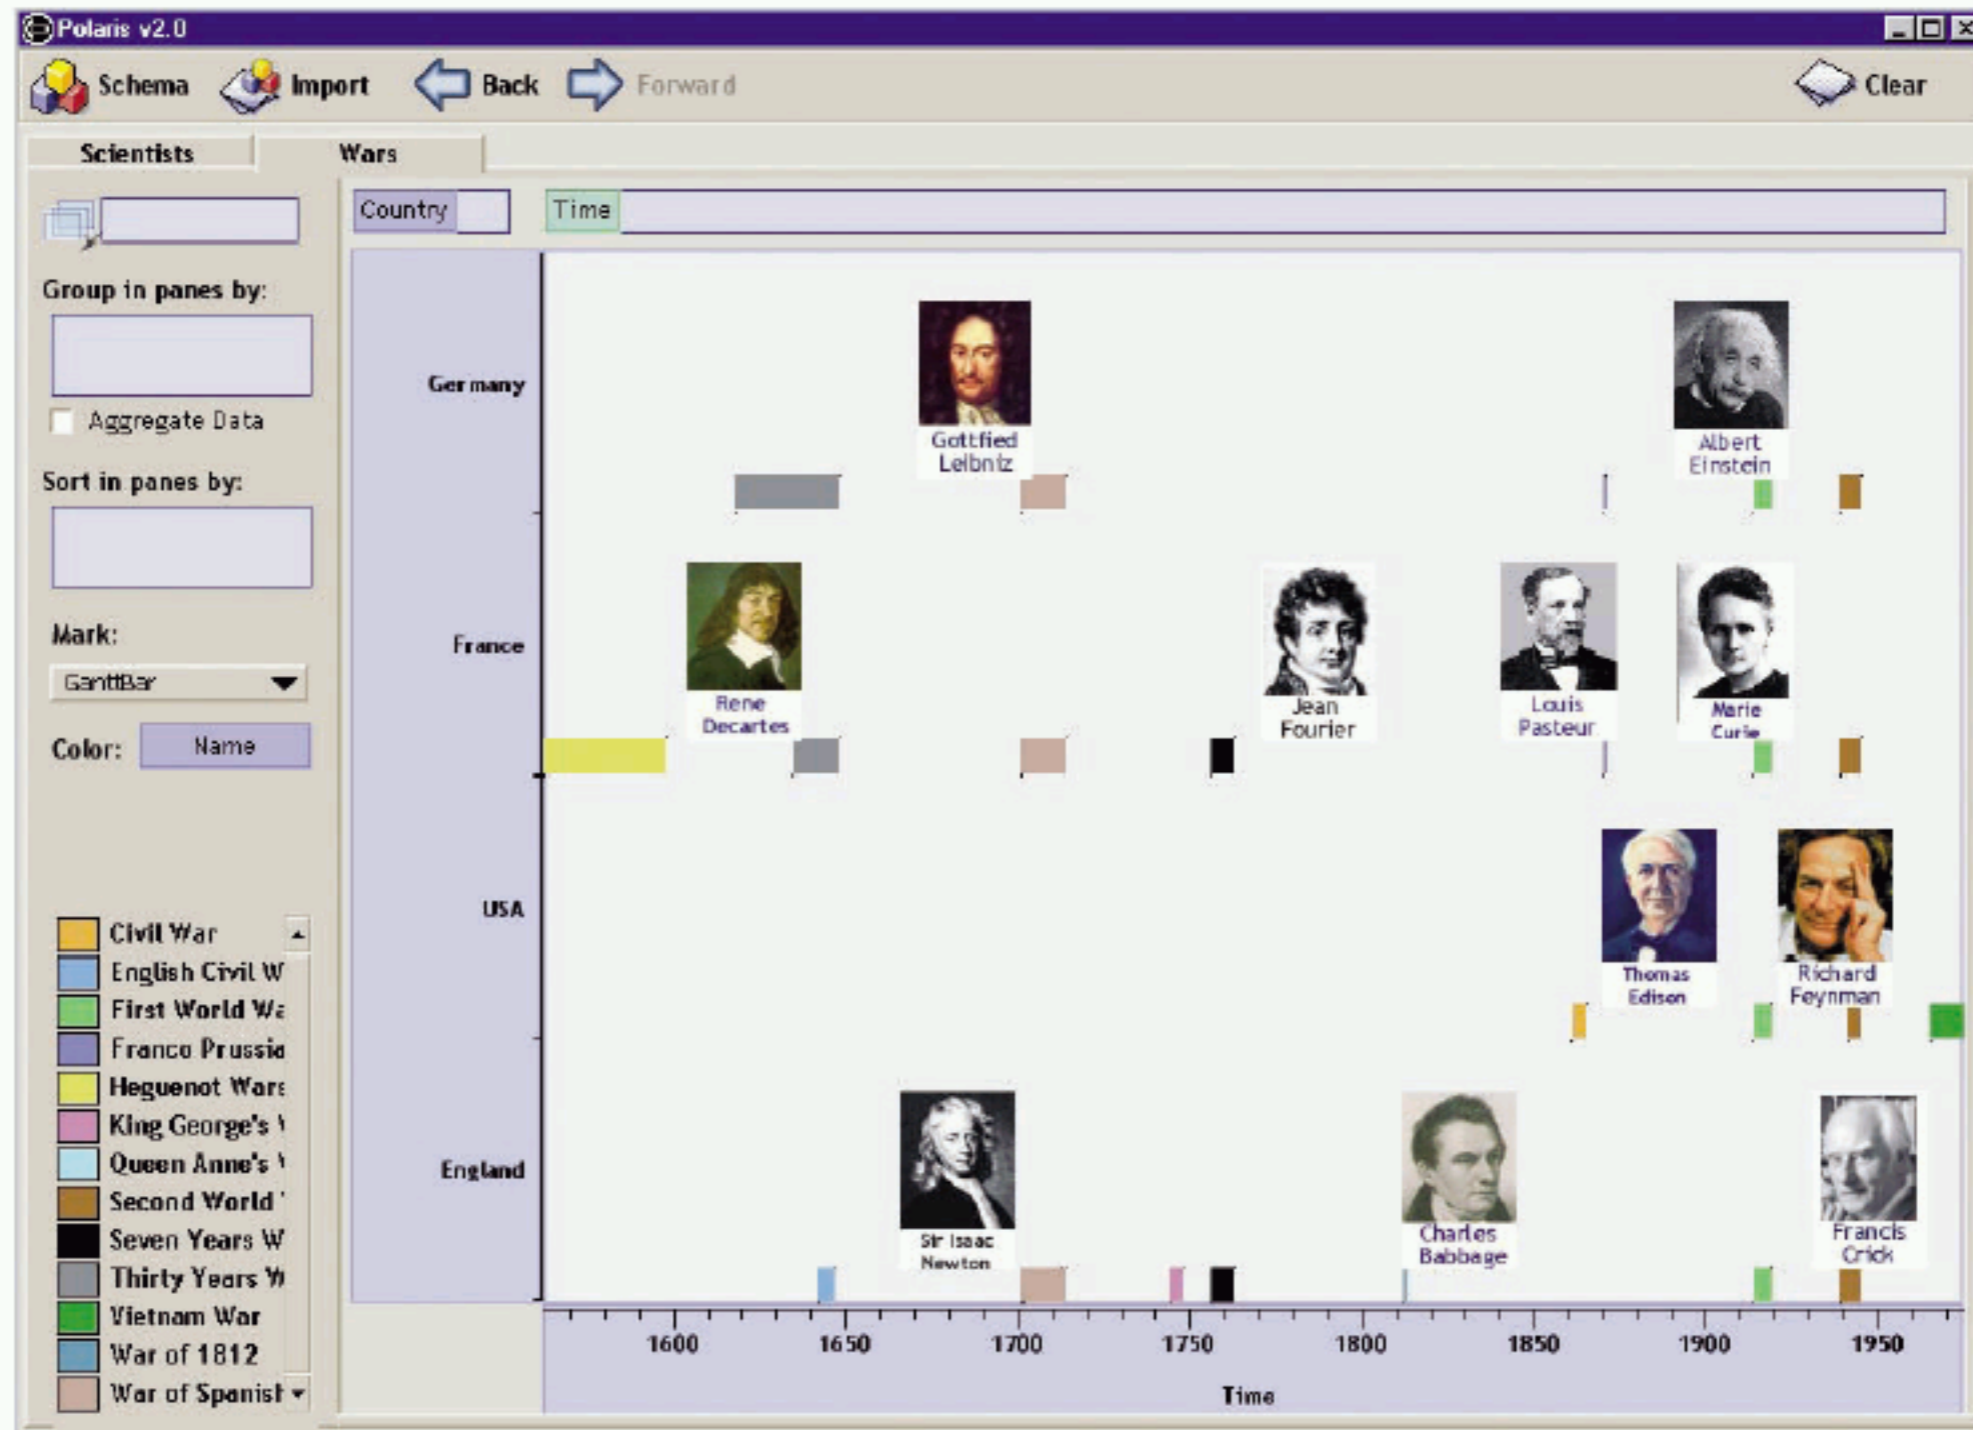 Polaris v2.0
Schema Import Back Forward Clear
Scientists Wars
Country Time
Group in panes by:
Aggregate Data
Sort in panes by:
Mark:
GanttBar
Color: Name
Civil War
English Civil W
First World Wa
Franco Prussia
Heguenot Wars
King George's W
Queen Anne's W
Second World
Seven Years W
Thirty Years W
Vietnam War
War of 1812
War of Spanish
Germany
Gottfied
Leibniz
Albert
Einstein
France
Rene
Decartes
Jean
Fourier
Louis
Pasteur
Marie
Curie
USA
Thomas
Edison
Richard
Feynman
England
Sir Isaac
Newton
Charles
Babbage
Francis
Crick
1600 1650 1700 1750 1800 1850 1900 1950
Time